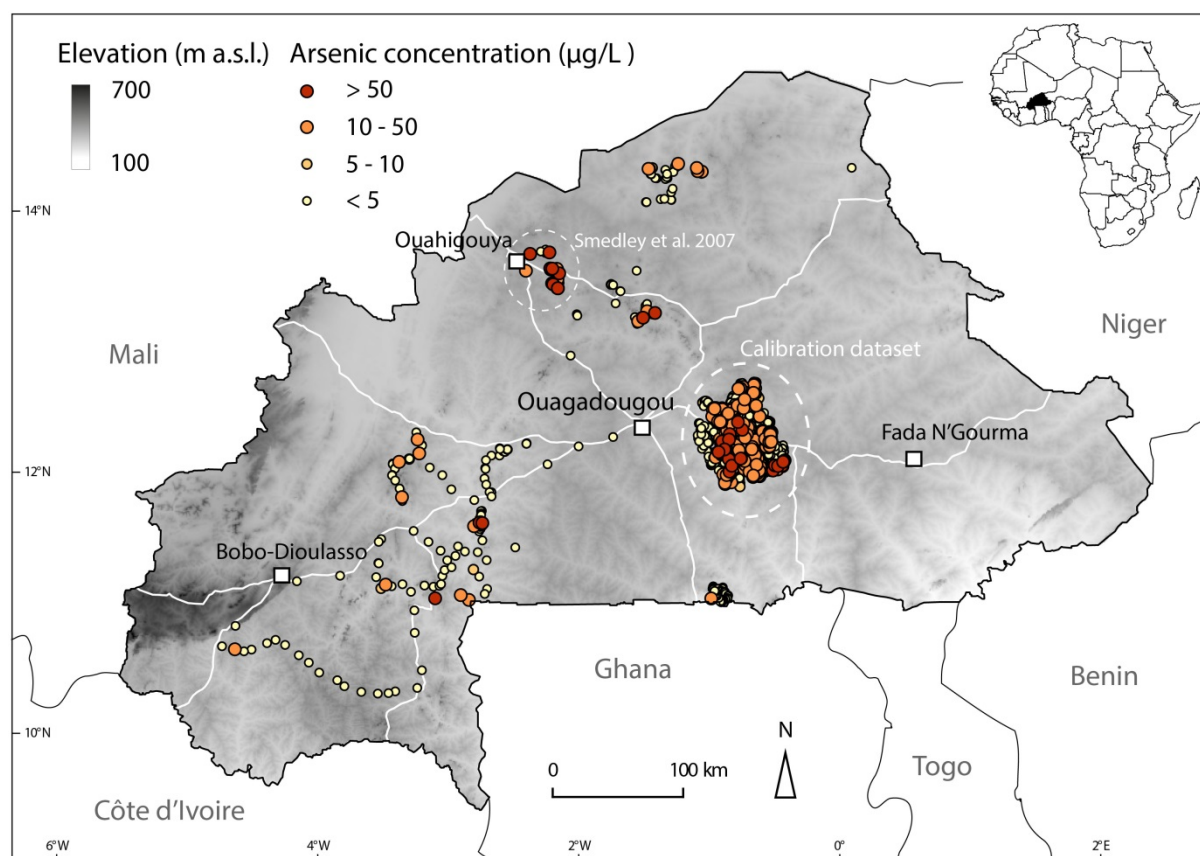 Elevation (m a.s.l.)
700
100
Arsenic concentration (µg/L )
> 50
10 - 50
5 - 10
< 5
14°N
Ouahigouya
Smedley et al. 2007
Mali
Niger
Calibration dataset
Ouagadougou
Fada N'Gourma
12°N
Bobo-Dioulasso
Ghana
Benin
10°N
N
0
100 km
Togo
Côte d'Ivoire
6°W
4°W
2°W
0°
2°E